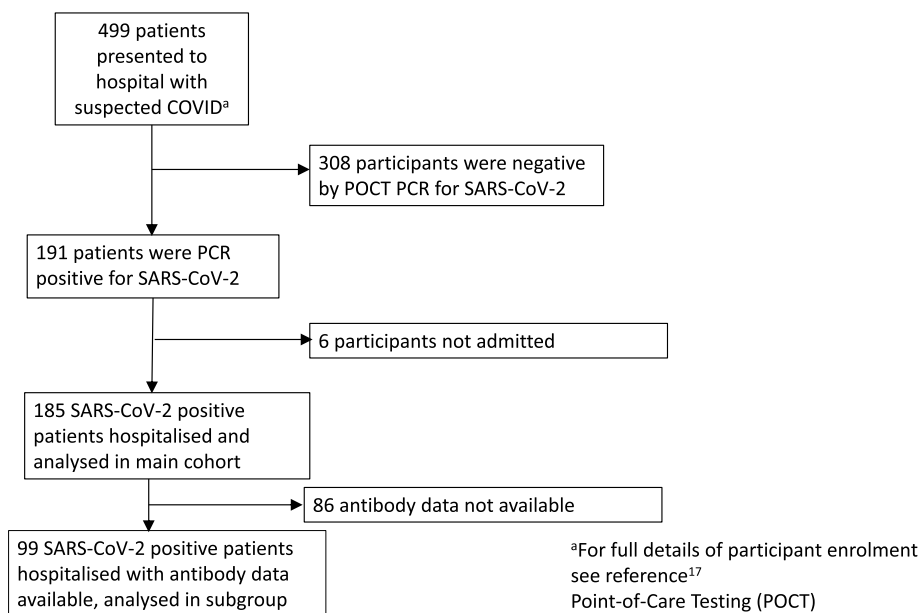 499 patients
presented to
hospital with
suspected COVIDᵃ
308 participants were negative
by POCT PCR for SARS-CoV-2
191 patients were PCR
positive for SARS-CoV-2
6 participants not admitted
185 SARS-CoV-2 positive
patients hospitalised and
analysed in main cohort
86 antibody data not available
99 SARS-CoV-2 positive patients
hospitalised with antibody data
available, analysed in subgroup
ᵃFor full details of participant enrolment
see reference¹⁷
Point-of-Care Testing (POCT)